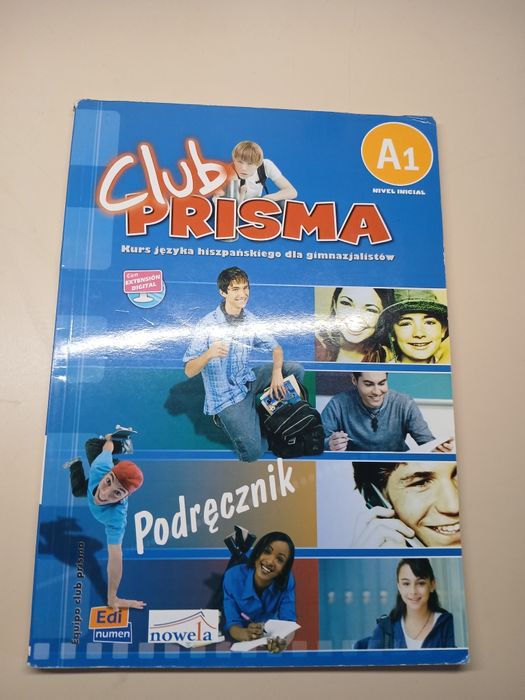 Club
PRISMA
A1
NIVEL INICIAL
Kurs języka hiszpańskiego dla gimnazjalistów
Con
EXTENSIÓN
DIGITAL
Podręcznik
Equipo club prisma
Edi
numen
nowela